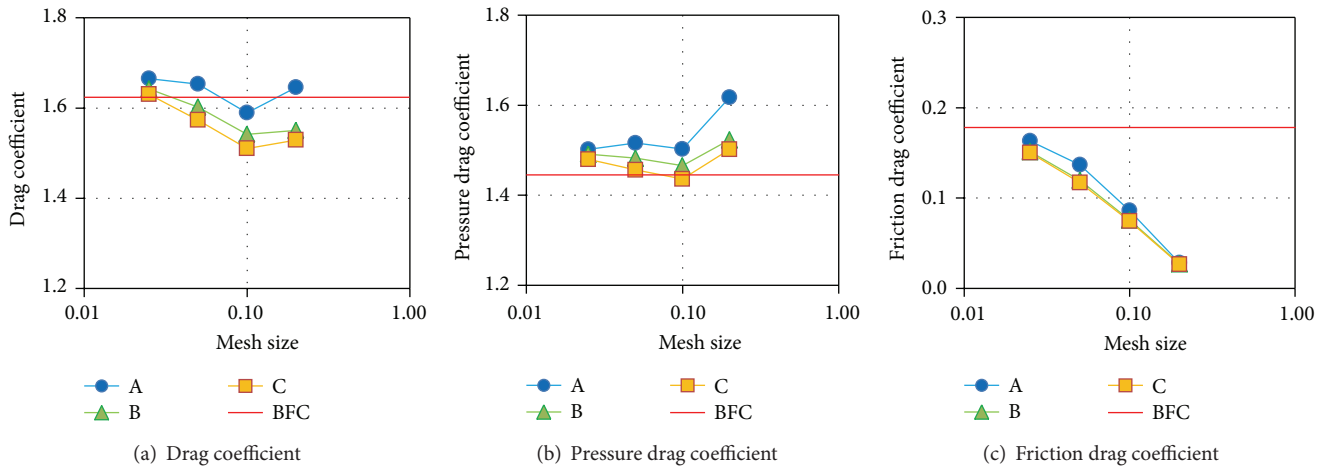 1.8
1.6
1.4
1.2
Drag coefficient
0.01
0.10
1.00
Mesh size
A
B
C
BFC
(a) Drag coefficient
1.8
1.6
1.4
1.2
Pressure drag coefficient
0.01
0.10
1.00
Mesh size
A
B
C
BFC
(b) Pressure drag coefficient
0.3
0.2
0.1
0.0
Friction drag coefficient
0.01
0.10
1.00
Mesh size
A
B
C
BFC
(c) Friction drag coefficient